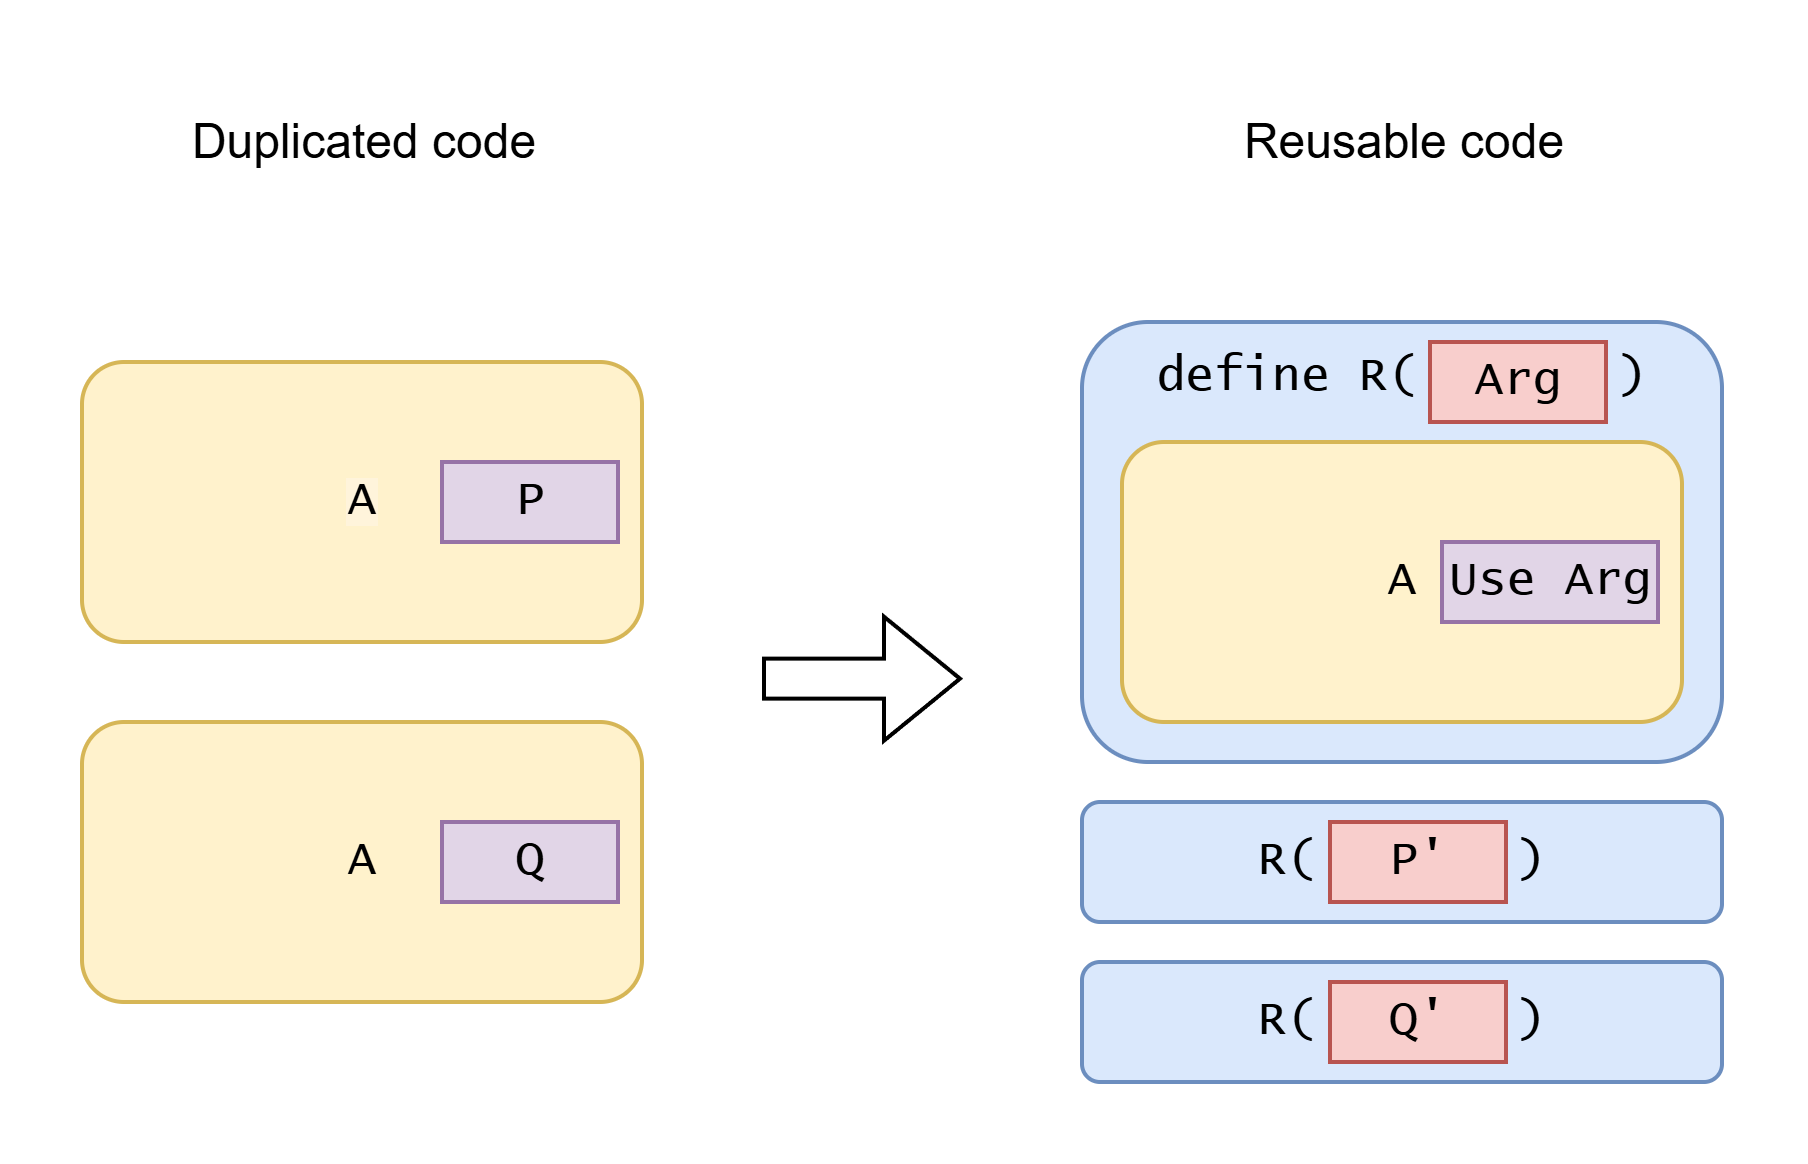 Duplicated code
A P
A Q
Reusable code
define R( Arg )
A Use Arg
R( P' )
R( Q' )